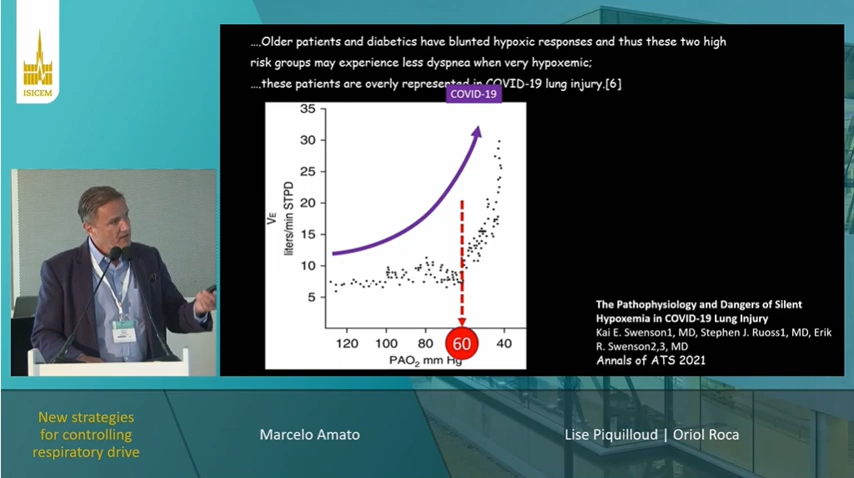 ISICEM
....Older patients and diabetics have blunted hypoxic responses and thus these two high
risk groups may experience less dyspnea when very hypoxemic;
....these patients are overly represented in COVID-19 lung injury.[6]
COVID-19
35
30
25
20
15
10
5
VE
liters/min STPD
120
100
80
60
40
PAO2 mm Hg
The Pathophysiology and Dangers of Silent
Hypoxemia in COVID-19 Lung Injury
Kai E. Swenson1, MD, Stephen J. Ruoss1, MD, Erik
R. Swenson2,3, MD
Annals of ATS 2021
New strategies
for controlling
respiratory drive
Marcelo Amato
Lise Piquilloud | Oriol Roca